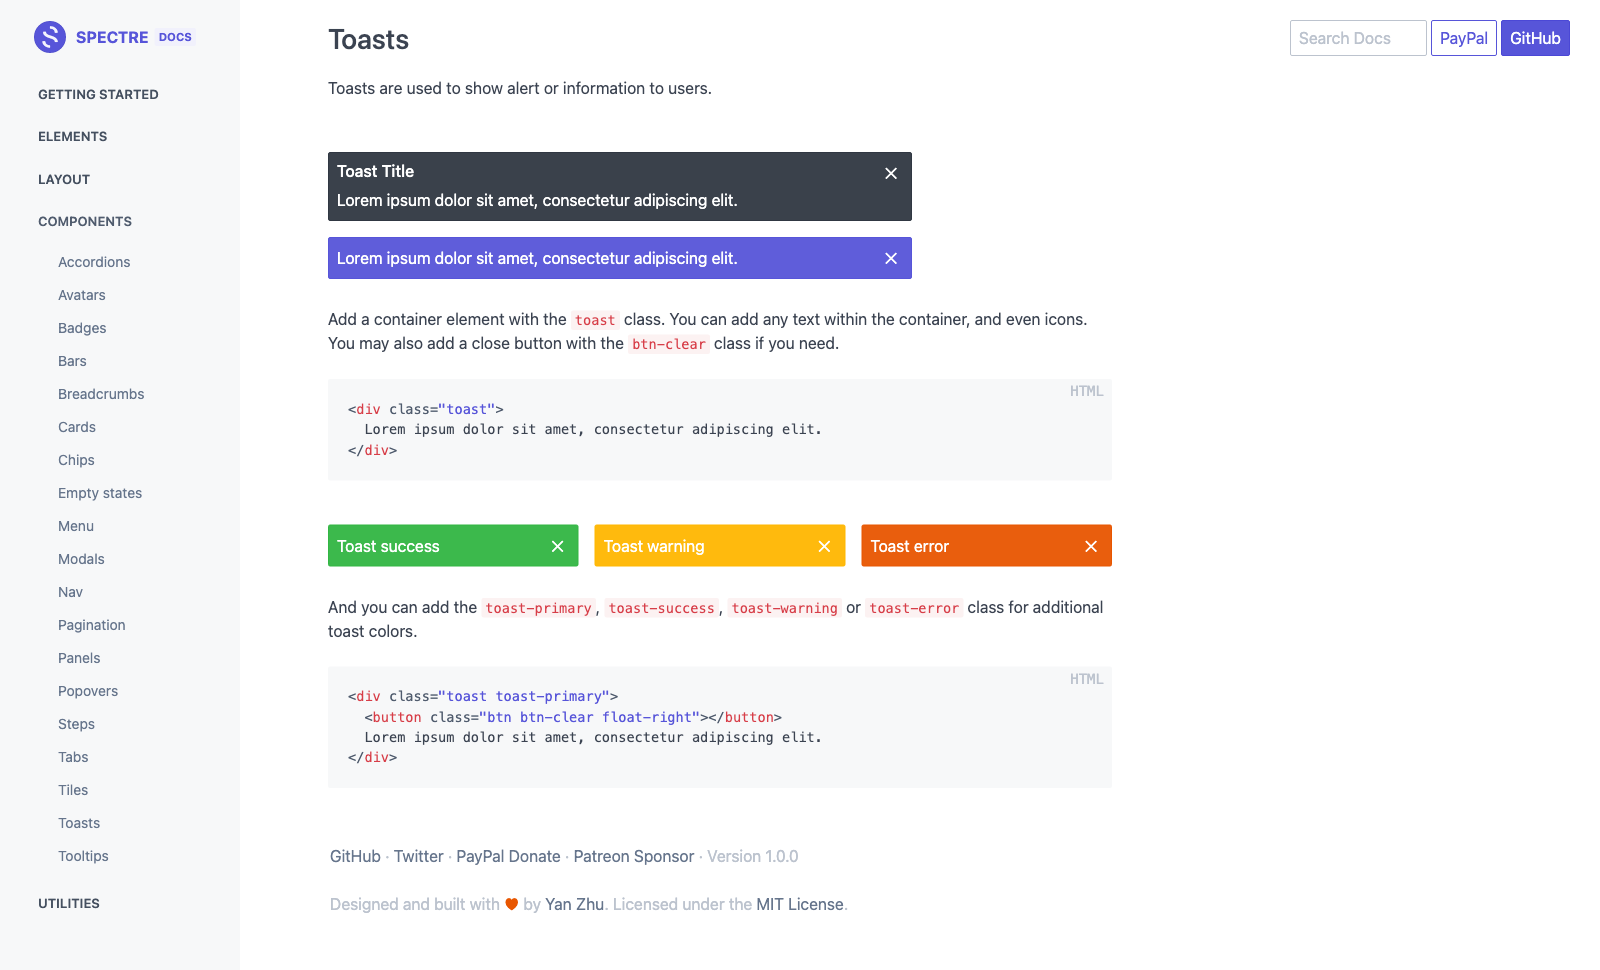 SPECTRE DOCS
GETTING STARTED
ELEMENTS
LAYOUT
COMPONENTS
Accordions
Avatars
Badges
Bars
Breadcrumbs
Cards
Chips
Empty states
Menu
Modals
Nav
Pagination
Panels
Popovers
Steps
Tabs
Tiles
Toasts
Tooltips
UTILITIES
Search Docs PayPal GitHub
Toasts
Toasts are used to show alert or information to users.
Toast Title
Lorem ipsum dolor sit amet, consectetur adipiscing elit.
Lorem ipsum dolor sit amet, consectetur adipiscing elit.
Add a container element with the toast class. You can add any text within the container, and even icons.
You may also add a close button with the btn-clear class if you need.
HTML
<div class="toast">
  Lorem ipsum dolor sit amet, consectetur adipiscing elit.
</div>
Toast success
Toast warning
Toast error
And you can add the toast-primary, toast-success, toast-warning or toast-error class for additional
toast colors.
HTML
<div class="toast toast-primary">
  <button class="btn btn-clear float-right"></button>
  Lorem ipsum dolor sit amet, consectetur adipiscing elit.
</div>
GitHub · Twitter · PayPal Donate · Patreon Sponsor · Version 1.0.0
Designed and built with ♥ by Yan Zhu. Licensed under the MIT License.